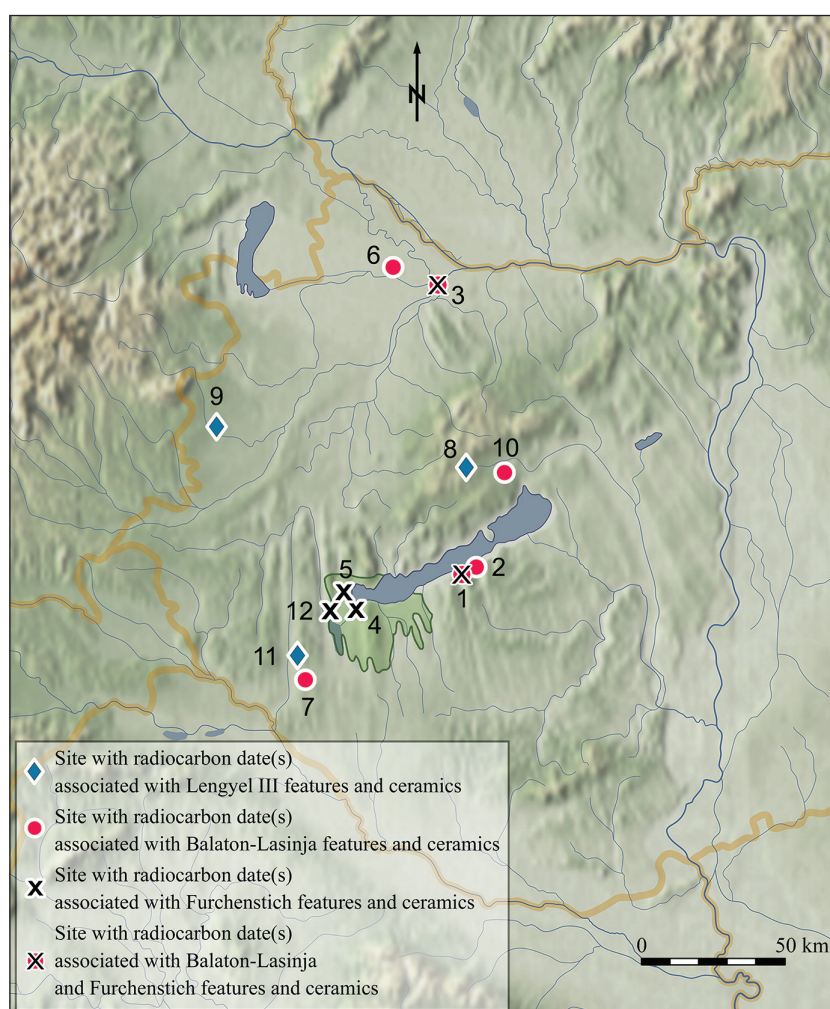 N
6
3
9
8
10
5
2
1
12
4
11
7
Site with radiocarbon date(s)
associated with Lengyel III features and ceramics
Site with radiocarbon date(s)
associated with Balaton-Lasinja features and ceramics
Site with radiocarbon date(s)
associated with Furchenstich features and ceramics
Site with radiocarbon date(s)
associated with Balaton-Lasinja
and Furchenstich features and ceramics
0 50 km